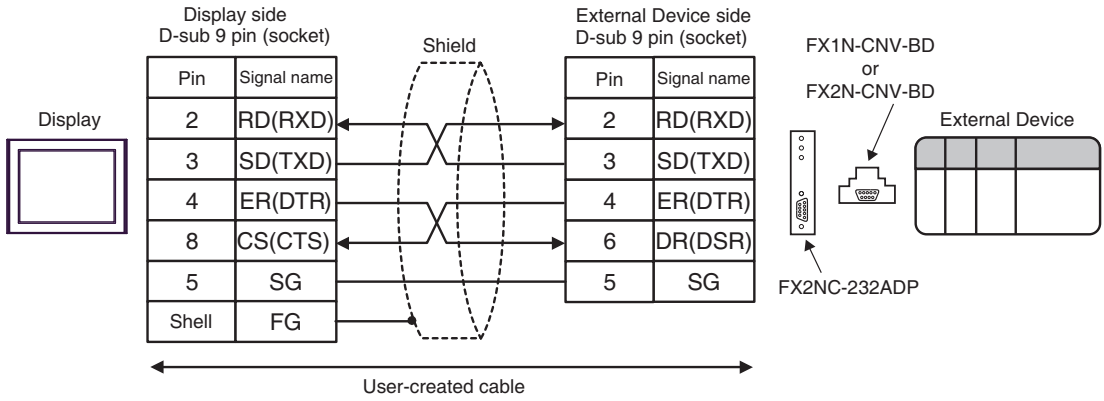 Display side
D-sub 9 pin (socket)
Shield
External Device side
D-sub 9 pin (socket)
FX1N-CNV-BD
or
FX2N-CNV-BD
Display
External Device
Pin Signal name
2 RD(RXD)
3 SD(TXD)
4 ER(DTR)
8 CS(CTS)
5 SG
Shell FG
Pin Signal name
2 RD(RXD)
3 SD(TXD)
4 ER(DTR)
6 DR(DSR)
5 SG
FX2NC-232ADP
User-created cable